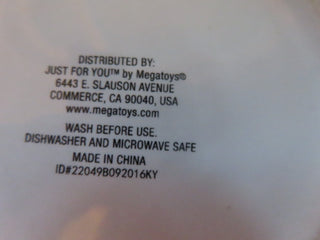 DISTRIBUTED BY:
JUST FOR YOU™ by Megatoys®
6443 E. SLAUSON AVENUE
COMMERCE, CA 90040, USA
www.megatoys.com
WASH BEFORE USE.
DISHWASHER AND MICROWAVE SAFE
MADE IN CHINA
ID#22049B092016KY